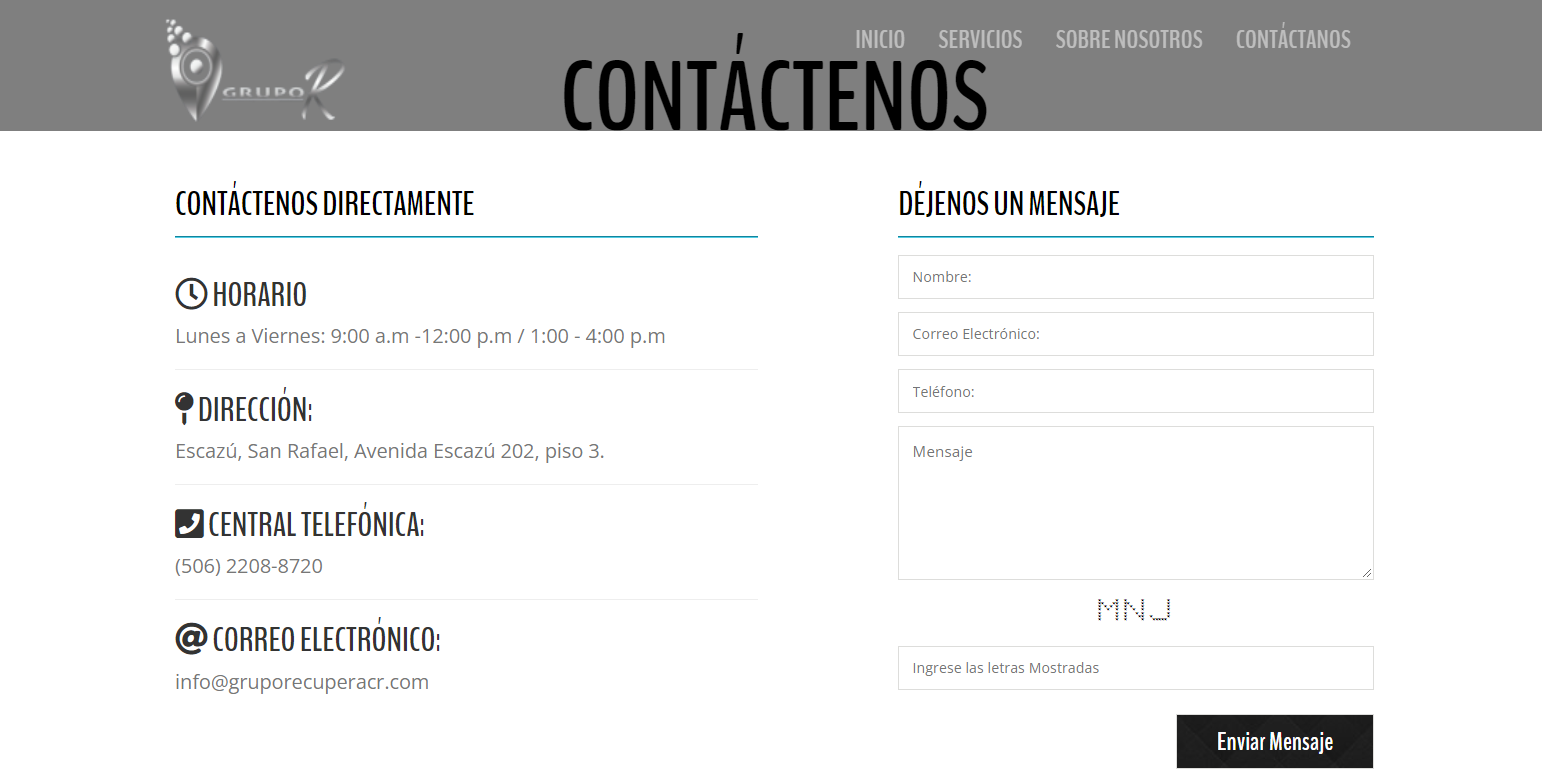 GRUPO R
INICIO SERVICIOS SOBRE NOSOTROS CONTÁCTANOS
CONTÁCTENOS
CONTÁCTENOS DIRECTAMENTE
HORARIO
Lunes a Viernes: 9:00 a.m -12:00 p.m / 1:00 - 4:00 p.m
DIRECCIÓN:
Escazú, San Rafael, Avenida Escazú 202, piso 3.
CENTRAL TELEFÓNICA:
(506) 2208-8720
CORREO ELECTRÓNICO:
info@gruporecuperacr.com
DÉJENOS UN MENSAJE
Nombre:
Correo Electrónico:
Teléfono:
Mensaje
MNJ
Ingrese las letras Mostradas
Enviar Mensaje